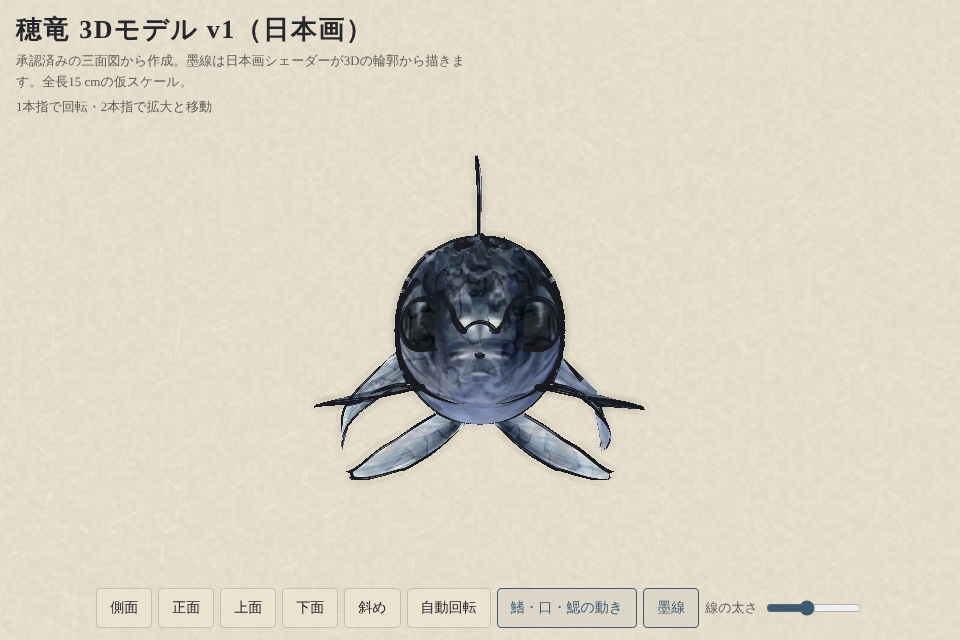 穂竜 3Dモデル v1（日本画）
承認済みの三面図から作成。墨線は日本画シェーダーが3Dの輪郭から描きま
す。全長15 cmの仮スケール。
1本指で回転・2本指で拡大と移動
側面 正面 上面 下面 斜め 自動回転 鰭・口・鰓の動き 墨線 線の太さ